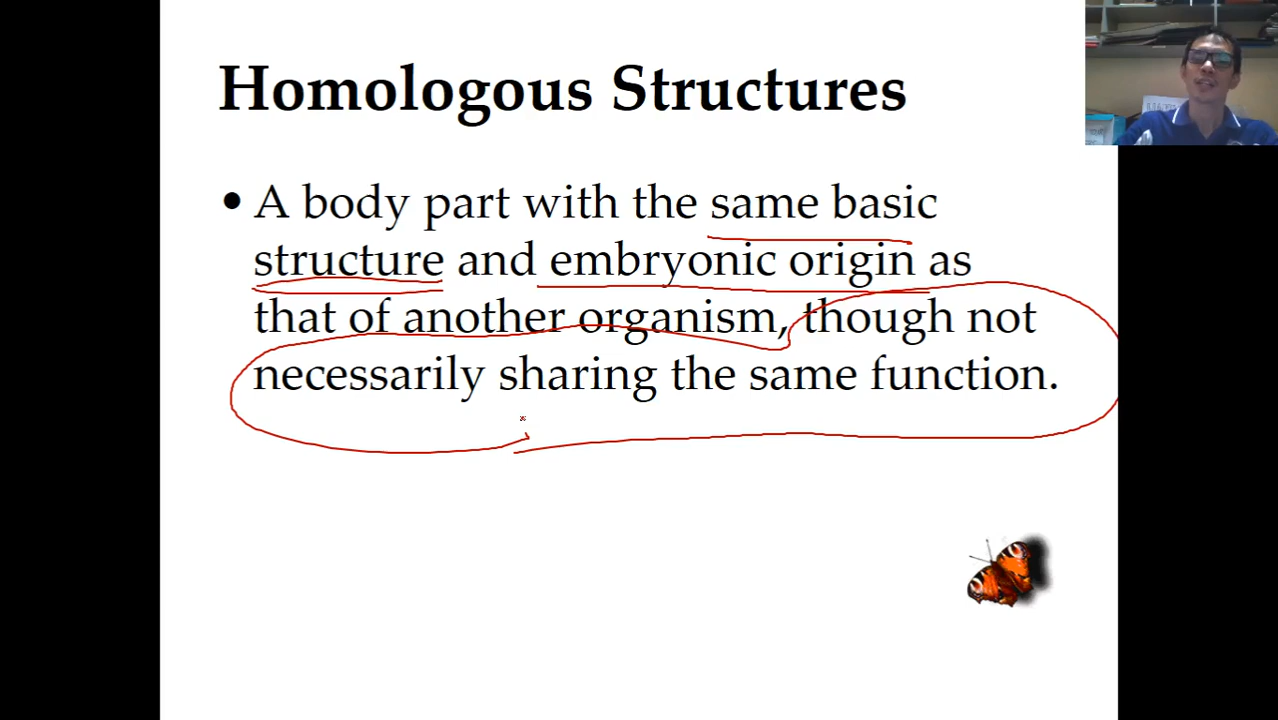 Homologous Structures
• A body part with the same basic
structure and embryonic origin as
that of another organism, though not
necessarily sharing the same function.